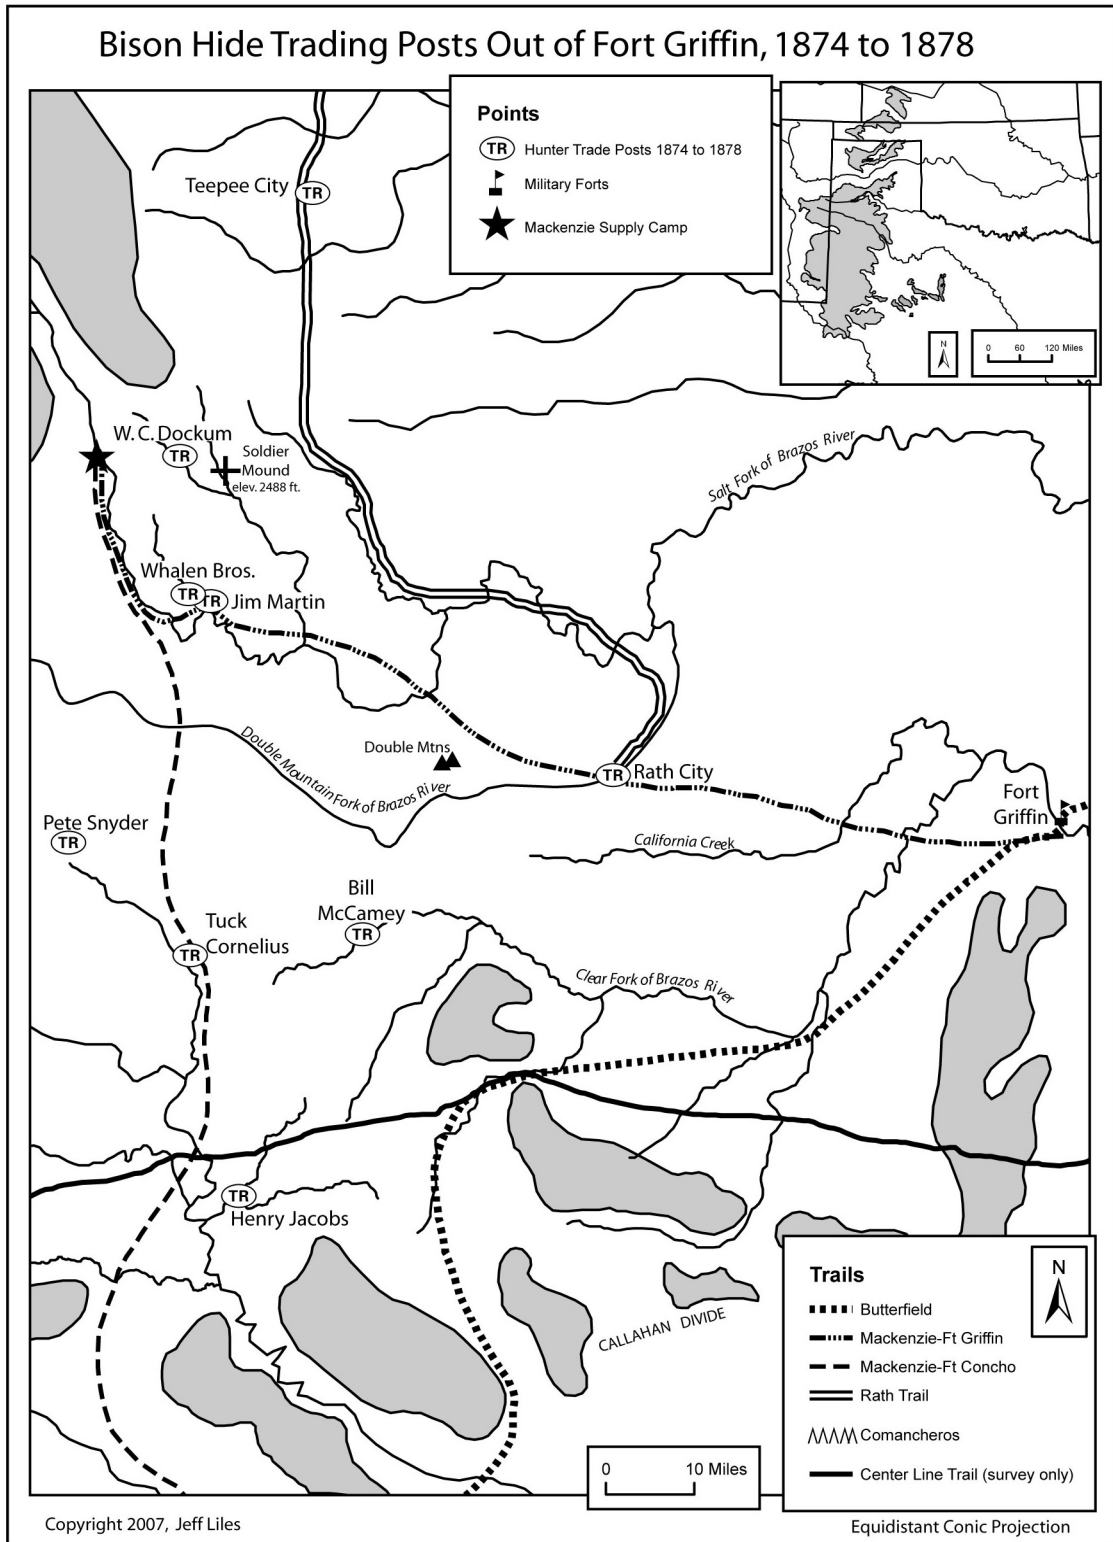 Bison Hide Trading Posts Out of Fort Griffin, 1874 to 1878
Points
TR Hunter Trade Posts 1874 to 1878
Military Forts
Mackenzie Supply Camp
N
0 60 120 Miles
Teepee City TR
W. C. Dockum
TR
Soldier
Mound
elev. 2488 ft.
Salt Fork of Brazos River
Whalen Bros.
TR
TR Jim Martin
Double Mtns
Double Mountain Fork of Brazos River
TR Rath City
Fort
Griffin
California Creek
Pete Snyder
TR
Bill
McCamey
TR
Tuck
Cornelius
TR
Clear Fork of Brazos River
TR
Henry Jacobs
CALLAHAN DIVIDE
Trails
N
Butterfield
Mackenzie-Ft Griffin
Mackenzie-Ft Concho
Rath Trail
Comancheros
Center Line Trail (survey only)
0 10 Miles
Copyright 2007, Jeff Liles
Equidistant Conic Projection